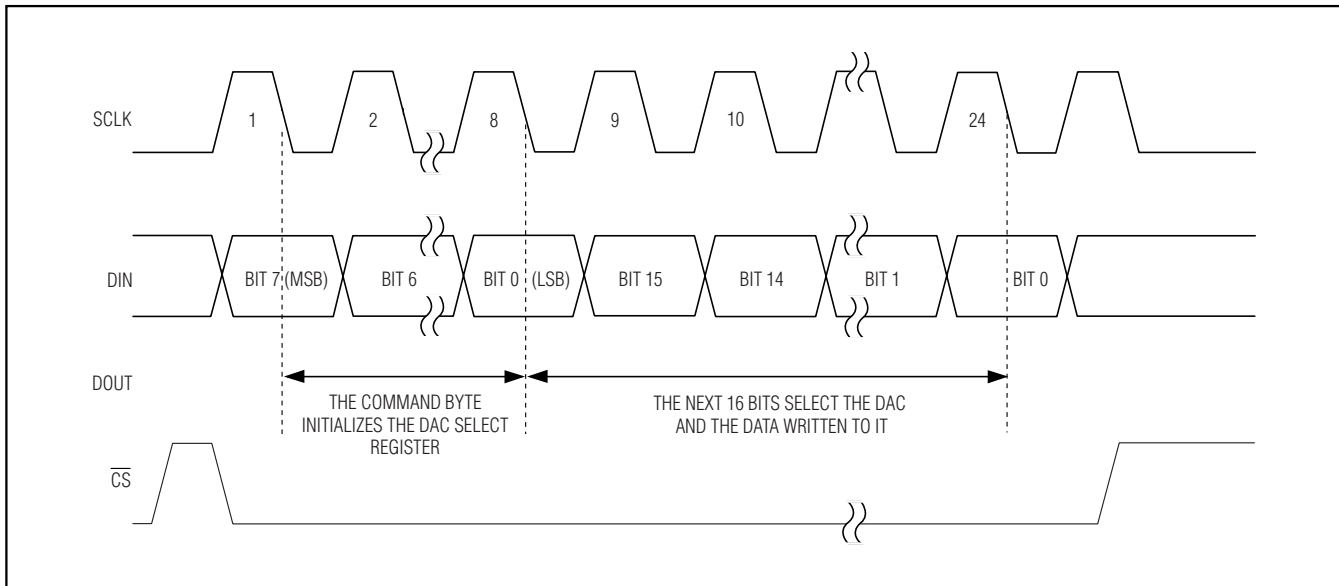 SCLK 1 2 8 9 10 24
DIN BIT 7 (MSB) BIT 6 BIT 0 (LSB) BIT 15 BIT 14 BIT 1 BIT 0
DOUT
THE COMMAND BYTE
INITIALIZES THE DAC SELECT
REGISTER
THE NEXT 16 BITS SELECT THE DAC
AND THE DATA WRITTEN TO IT
CS